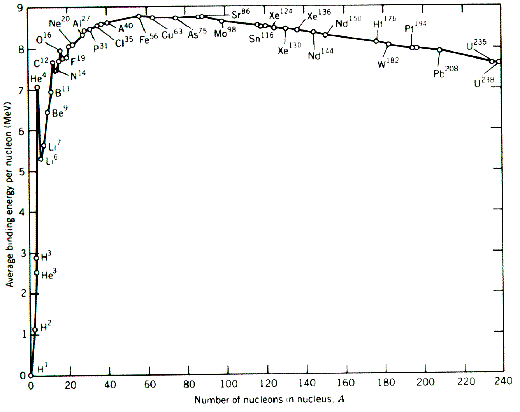 Average binding energy per nucleon (MeV)
9
8
7
6
5
4
3
2
1
0
0
20
40
60
80
100
120
140
160
180
200
220
240
Number of nucleons in nucleus, A
H¹
H²
He³
H³
Li⁶
Li⁷
Be⁹
B¹¹
He⁴
C¹²
N¹⁴
O¹⁶
F¹⁹
Ne²⁰
Al²⁷
P³¹
Cl³⁵
A⁴⁰
Fe⁵⁶
Cu⁶³
As⁷⁵
Sr⁸⁶
Mo⁹⁸
Sn¹¹⁶
Xe¹²⁴
Xe¹³⁰
Xe¹³⁶
Nd¹⁴⁴
Nd¹⁵⁰
Hf¹⁷⁶
W¹⁸²
Pt¹⁹⁴
Pb²⁰⁸
U²³⁵
U²³⁸